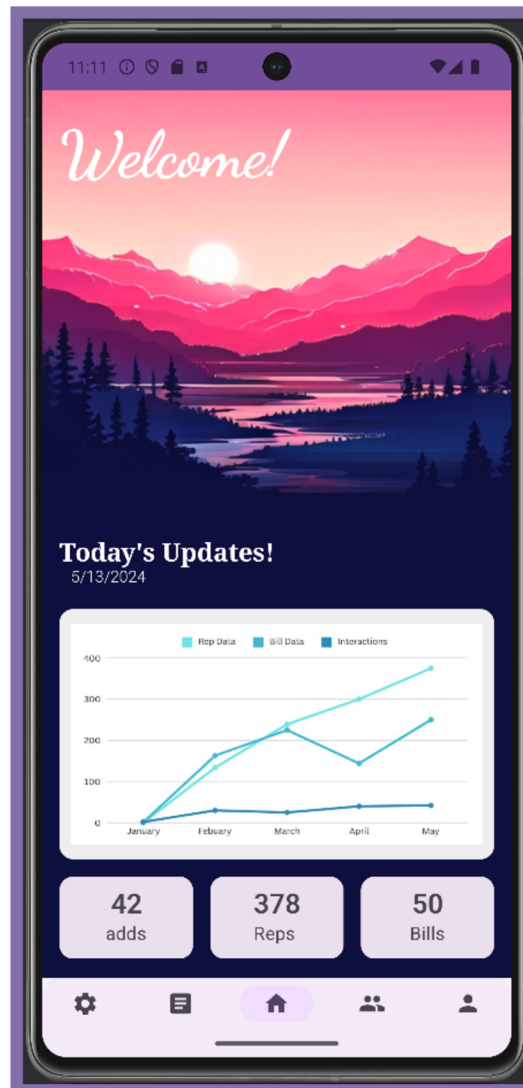 11:11
Welcome!
Today's Updates!
5/13/2024
Rep Data Bill Data Interactions
400
300
200
100
0
January Febuary March April May
42 378 50
adds Reps Bills